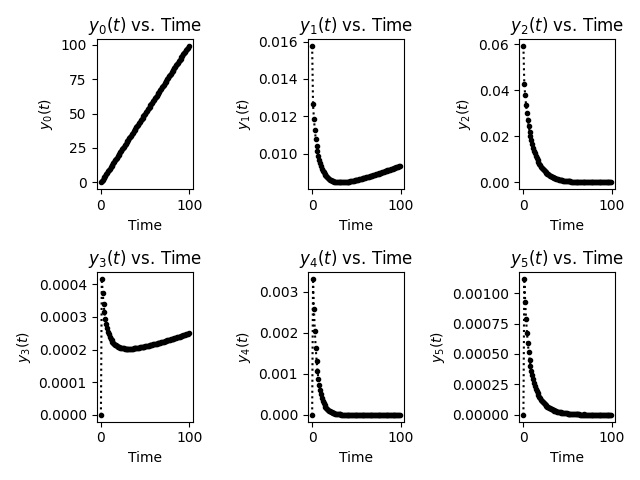 y₀(t) vs. Time
y₀(t)
100
75
50
25
0
0
100
Time
y₁(t) vs. Time
y₁(t)
0.016
0.014
0.012
0.010
0
100
Time
y₂(t) vs. Time
y₂(t)
0.06
0.04
0.02
0.00
0
100
Time
y₃(t) vs. Time
y₃(t)
0.0004
0.0003
0.0002
0.0001
0.0000
0
100
Time
y₄(t) vs. Time
y₄(t)
0.003
0.002
0.001
0.000
0
100
Time
y₅(t) vs. Time
y₅(t)
0.00100
0.00075
0.00050
0.00025
0.00000
0
100
Time